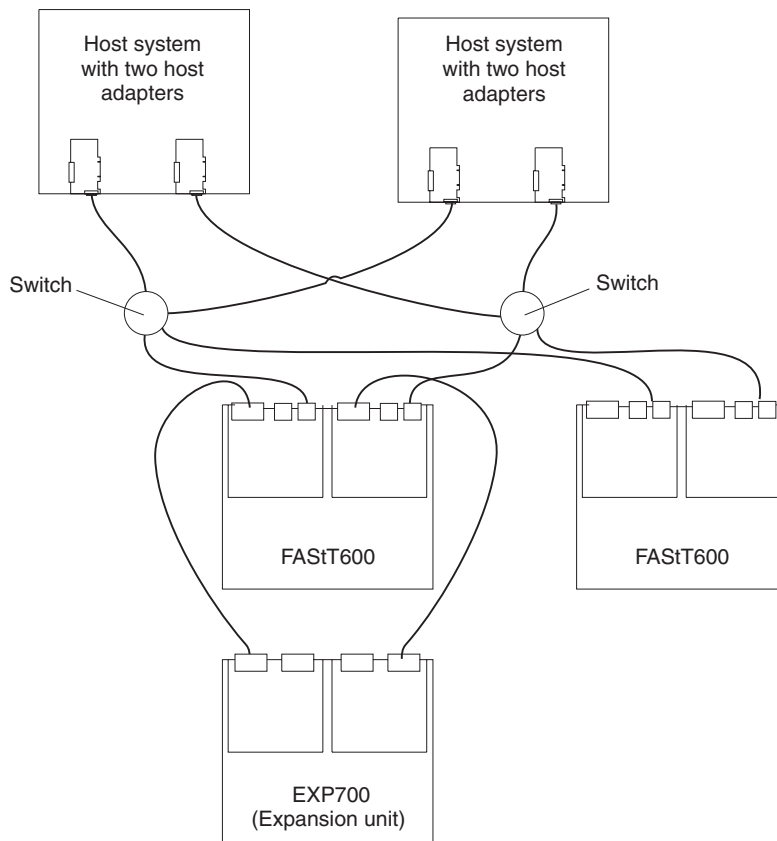 Host system
with two host
adapters
Host system
with two host
adapters
Switch
Switch
FAStT600
FAStT600
EXP700
(Expansion unit)